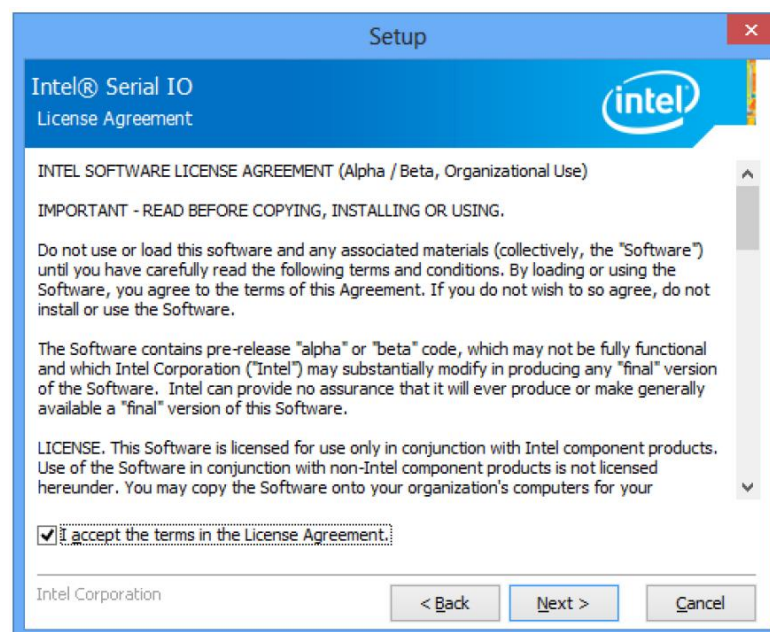 Setup
Intel® Serial IO
License Agreement
intel
INTEL SOFTWARE LICENSE AGREEMENT (Alpha / Beta, Organizational Use)
IMPORTANT - READ BEFORE COPYING, INSTALLING OR USING.
Do not use or load this software and any associated materials (collectively, the "Software")
until you have carefully read the following terms and conditions. By loading or using the
Software, you agree to the terms of this Agreement. If you do not wish to so agree, do not
install or use the Software.
The Software contains pre-release "alpha" or "beta" code, which may not be fully functional
and which Intel Corporation ("Intel") may substantially modify in producing any "final" version
of the Software.  Intel can provide no assurance that it will ever produce or make generally
available a "final" version of this Software.
LICENSE. This Software is licensed for use only in conjunction with Intel component products.
Use of the Software in conjunction with non-Intel component products is not licensed
hereunder. You may copy the Software onto your organization's computers for your
I accept the terms in the License Agreement.
Intel Corporation
< Back
Next >
Cancel